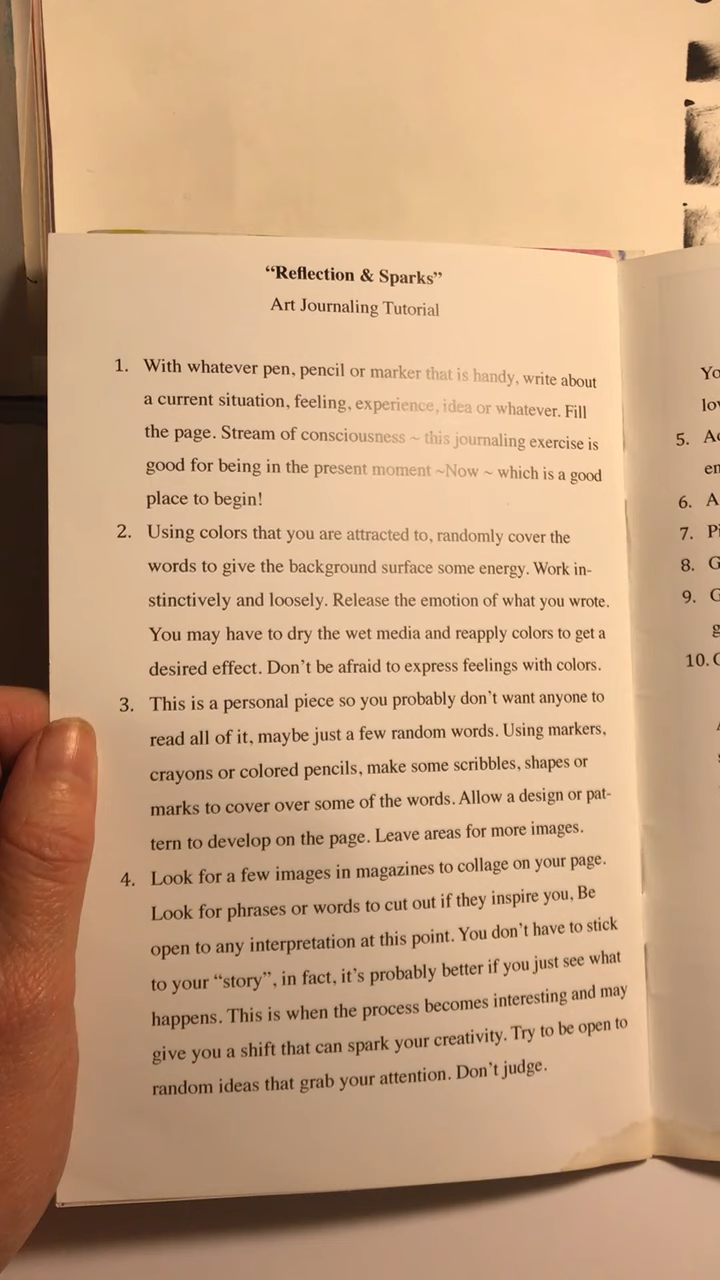 “Reflection & Sparks”
Art Journaling Tutorial
1. With whatever pen, pencil or marker that is handy, write about
a current situation, feeling, experience, idea or whatever. Fill
the page. Stream of consciousness ~ this journaling exercise is
good for being in the present moment ~Now ~ which is a good
place to begin!
2. Using colors that you are attracted to, randomly cover the
words to give the background surface some energy. Work in-
stinctively and loosely. Release the emotion of what you wrote.
You may have to dry the wet media and reapply colors to get a
desired effect. Don’t be afraid to express feelings with colors.
3. This is a personal piece so you probably don’t want anyone to
read all of it, maybe just a few random words. Using markers,
crayons or colored pencils, make some scribbles, shapes or
marks to cover over some of the words. Allow a design or pat-
tern to develop on the page. Leave areas for more images.
4. Look for a few images in magazines to collage on your page.
Look for phrases or words to cut out if they inspire you, Be
open to any interpretation at this point. You don’t have to stick
to your “story”, in fact, it’s probably better if you just see what
happens. This is when the process becomes interesting and may
give you a shift that can spark your creativity. Try to be open to
random ideas that grab your attention. Don’t judge.
5.
6. A
7.
8.
9.
10.